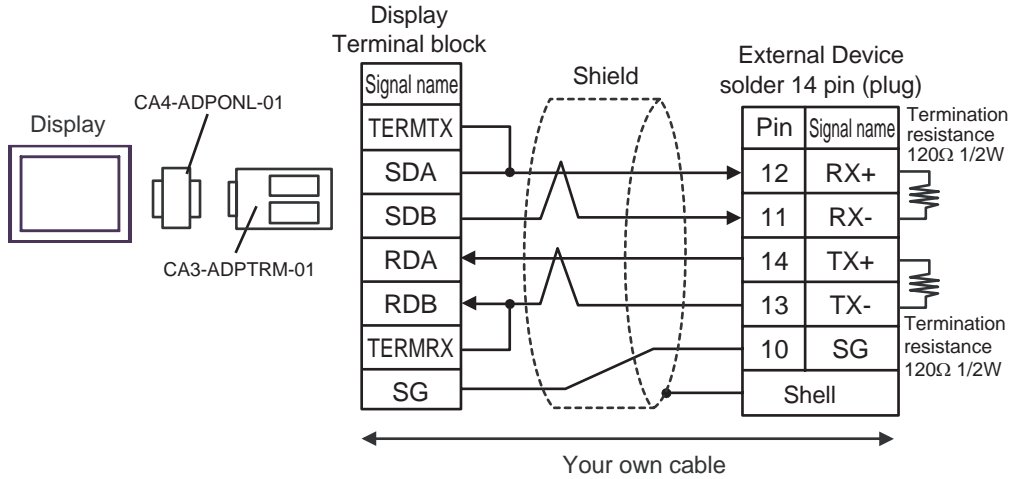 Display
Terminal block
External Device
solder 14 pin (plug)
Shield
CA4-ADPONL-01
Display
CA3-ADPTRM-01
Signal name
TERMTX
SDA
SDB
RDA
RDB
TERMRX
SG
Pin Signal name
12 RX+
11 RX-
14 TX+
13 TX-
10 SG
Shell
Termination
resistance
120Ω 1/2W
Termination
resistance
120Ω 1/2W
Your own cable